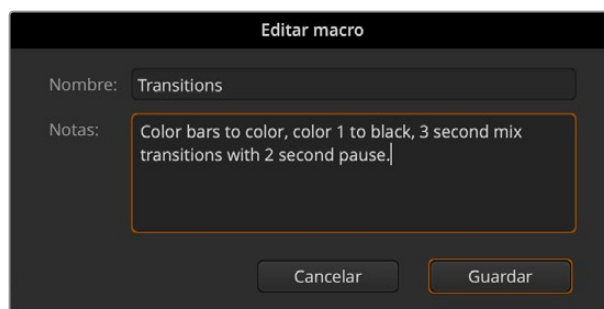 Editar macro
Nombre: Transitions
Notas: Color bars to color, color 1 to black, 3 second mix
transitions with 2 second pause.
Cancelar Guardar